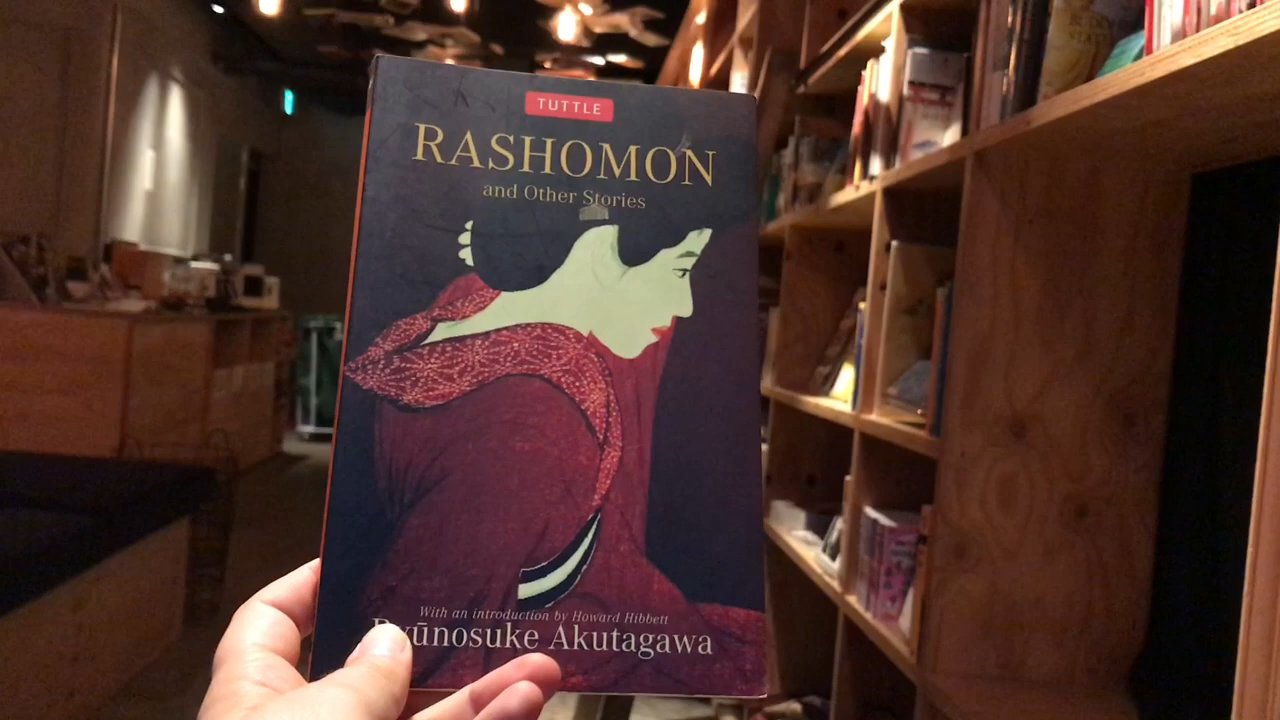 TUTTLE
RASHOMON
and Other Stories
With an introduction by Howard Hibbett
Ryūnosuke Akutagawa